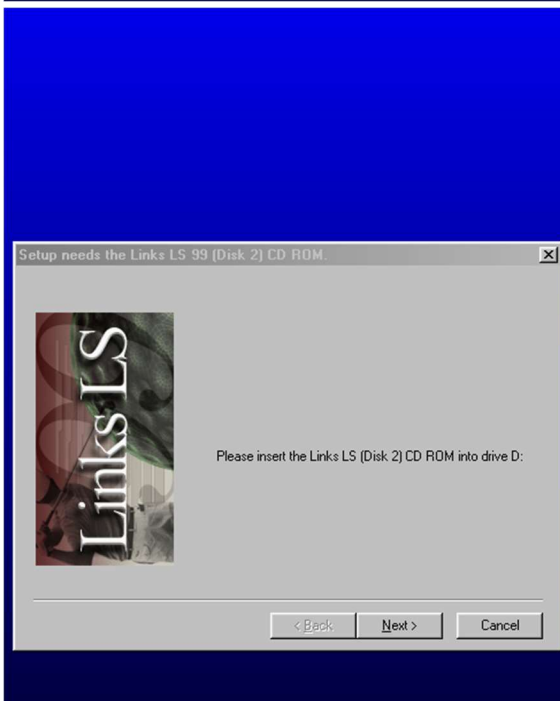 Setup needs the Links LS 99 (Disk 2) CD ROM.
Links LS
Please insert the Links LS (Disk 2) CD ROM into drive D:
< Back
Next >
Cancel